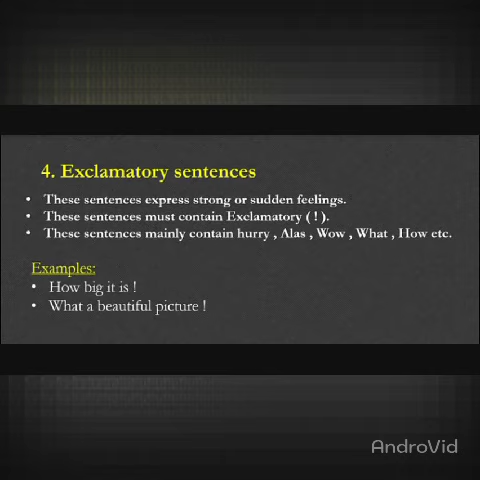 4. Exclamatory sentences
• These sentences express strong or sudden feelings.
• These sentences must contain Exclamatory ( ! ).
• These sentences mainly contain hurry , Alas , Wow , What , How etc.
Examples:
• How big it is !
• What a beautiful picture !
AndroVid